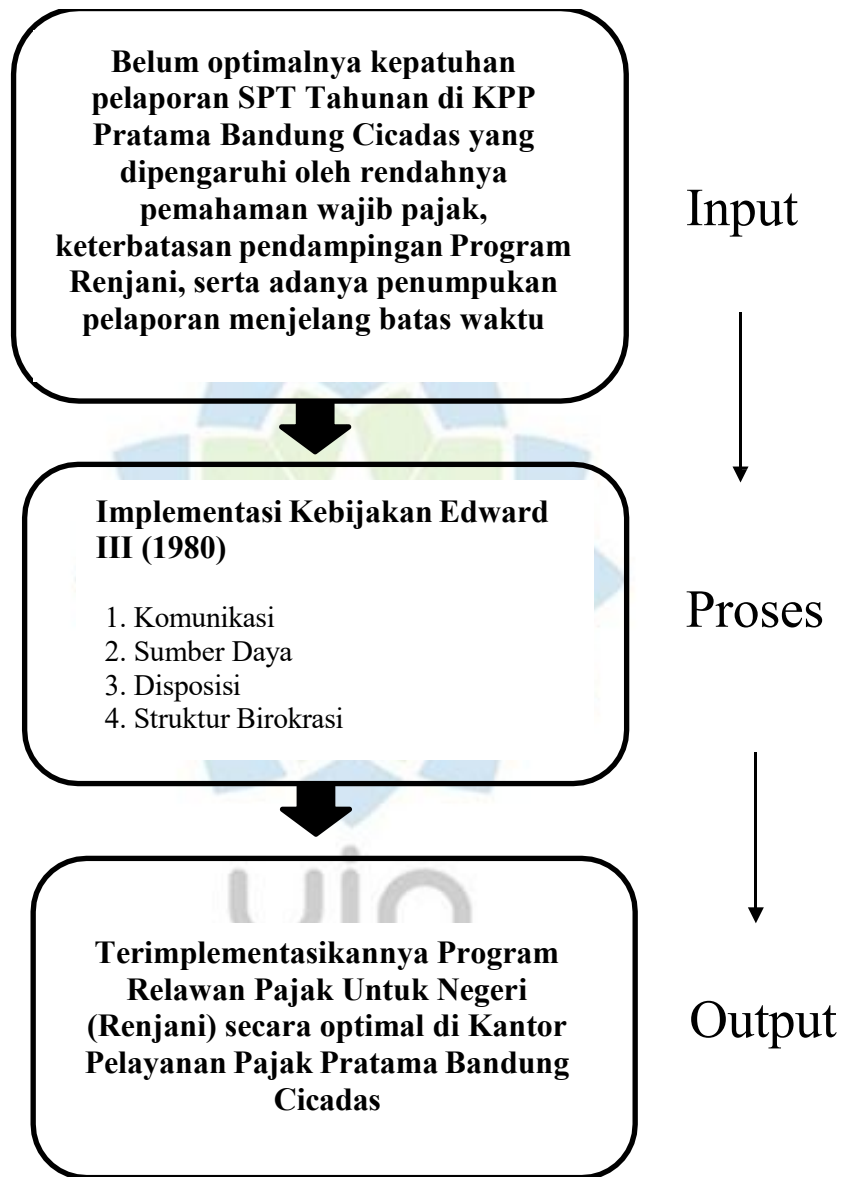 Belum optimalnya kepatuhan
pelaporan SPT Tahunan di KPP
Pratama Bandung Cicadas yang
dipengaruhi oleh rendahnya
pemahaman wajib pajak,
keterbatasan pendampingan Program
Renjani, serta adanya penumpukan
pelaporan menjelang batas waktu
Input
Implementasi Kebijakan Edward
III (1980)
1. Komunikasi
2. Sumber Daya
3. Disposisi
4. Struktur Birokrasi
Proses
uin
Terimplementasikannya Program
Relawan Pajak Untuk Negeri
(Renjani) secara optimal di Kantor
Pelayanan Pajak Pratama Bandung
Cicadas
Output